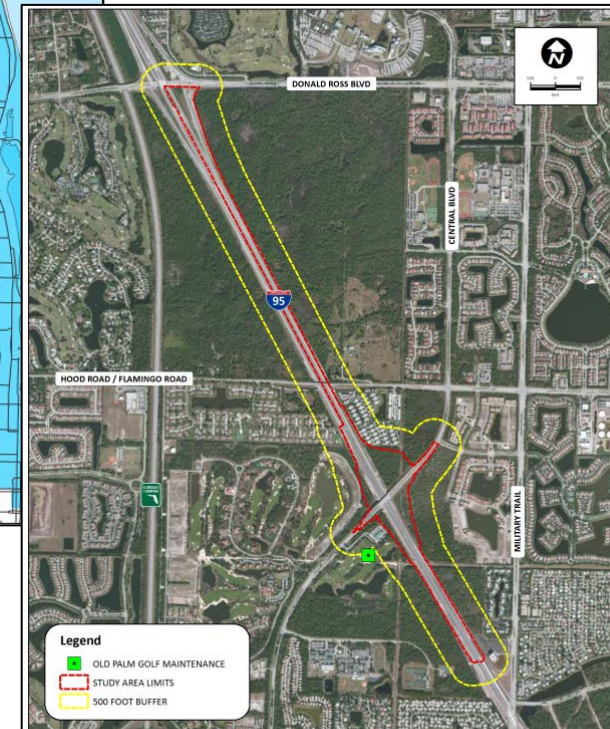 N
DONALD ROSS BLVD
CENTRAL BLVD
95
HOOD ROAD / FLAMINGO ROAD
MILITARY TRAIL
Legend
OLD PALM GOLF MAINTENANCE
STUDY AREA LIMITS
500 FOOT BUFFER